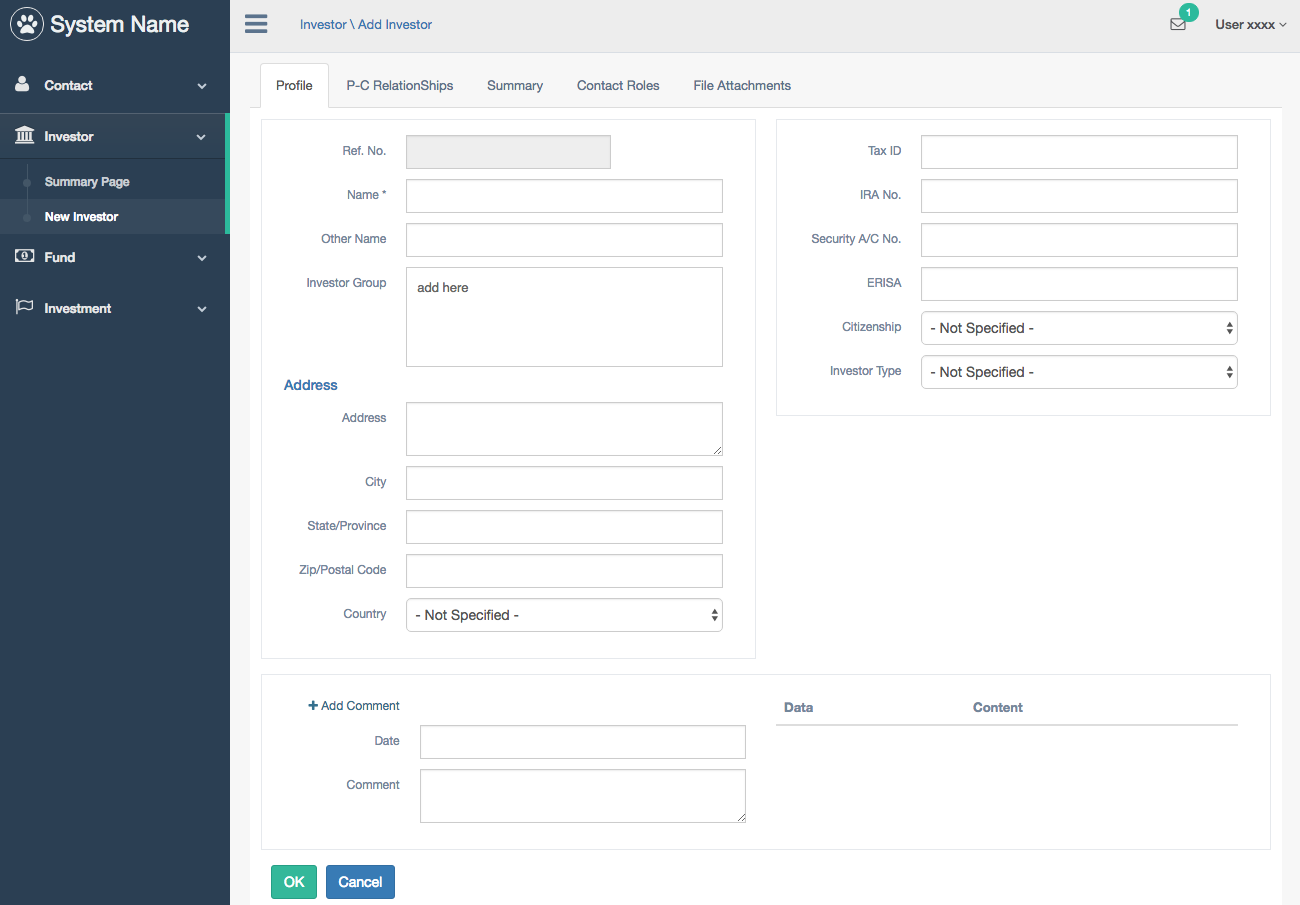 System Name
Investor \ Add Investor
1
User xxxx
Contact
Investor
Summary Page
New Investor
Fund
Investment
Profile
P-C RelationShips
Summary
Contact Roles
File Attachments
Ref. No.
Name *
Other Name
Investor Group
add here
Address
Address
City
State/Province
Zip/Postal Code
Country
- Not Specified -
Tax ID
IRA No.
Security A/C No.
ERISA
Citizenship
- Not Specified -
Investor Type
- Not Specified -
+ Add Comment
Date
Comment
Data Content
OK
Cancel